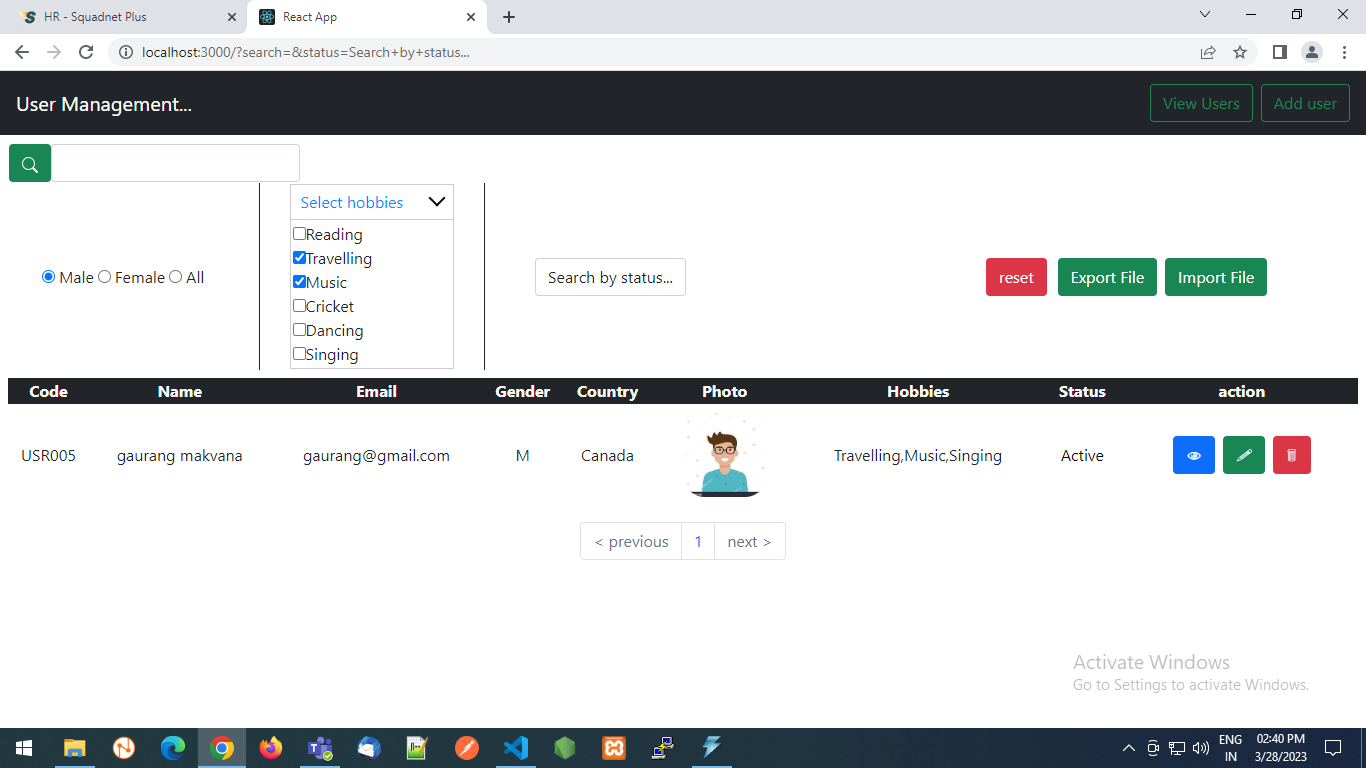 HR - Squadnet Plus
React App
localhost:3000/?search=&status=Search+by+status...
User Management...
View Users
Add user
Select hobbies
Reading
Travelling
Music
Cricket
Dancing
Singing
Male Female All
Search by status...
reset
Export File
Import File
Code Name Email Gender Country Photo Hobbies Status action
USR005 gaurang makvana gaurang@gmail.com M Canada Travelling,Music,Singing Active
< previous 1 next >
Activate Windows
Go to Settings to activate Windows.
ENG
IN
02:40 PM
3/28/2023